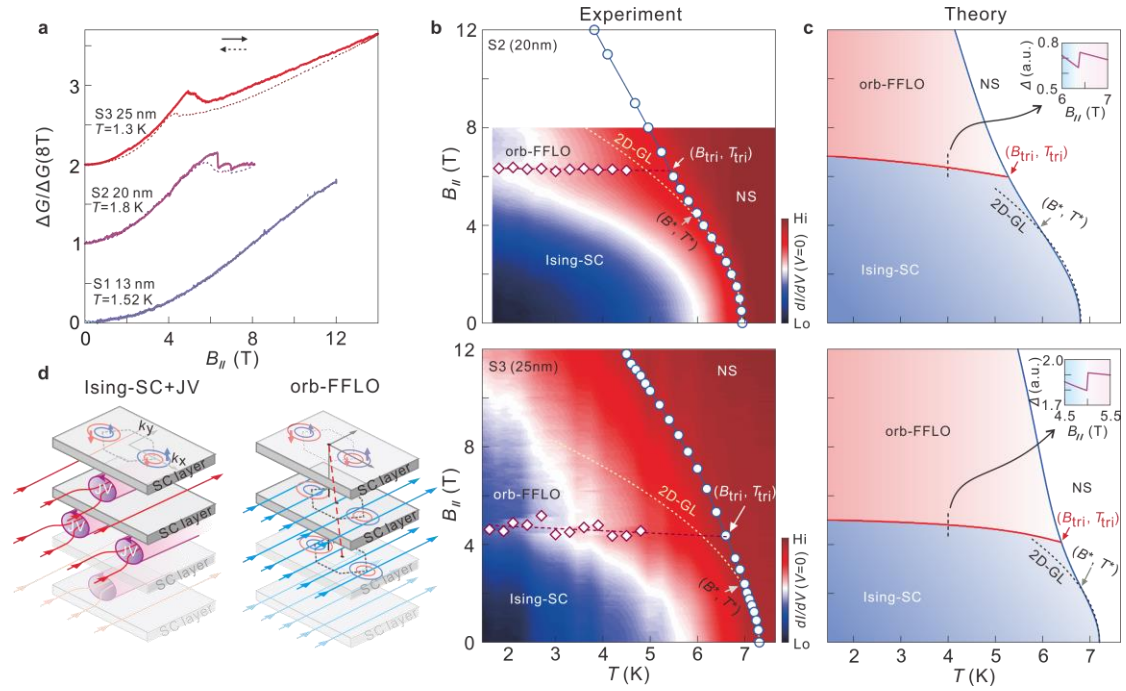 a
ΔG/ΔG(8T)
3
2
1
0
S3 25 nm
T=1.3 K
S2 20 nm
T=1.8 K
S1 13 nm
T=1.52 K
0 4 8 12
B// (T)
Experiment
b
S2 (20nm)
B// (T)
12
8
4
0
orb-FFLO
2D-GL
(Btri, Ttri)
NS
(B*, T*)
Ising-SC
Hi
dV/dI (V=0)
Lo
S3 (25nm)
B// (T)
12
8
4
0
NS
2D-GL
orb-FFLO
(Btri, Ttri)
(B*, T*)
Ising-SC
Hi
dV/dI (V=0)
Lo
2 3 4 5 6 7
T (K)
Theory
c
orb-FFLO
NS
Δ (a.u.)
0.8
0.5
6 7
B// (T)
(Btri, Ttri)
(B*, T*)
2D-GL
Ising-SC
orb-FFLO
Δ (a.u.)
2.0
1.7
4.5 5.5
B// (T)
NS
(Btri, Ttri)
(B*, T*)
2D-GL
Ising-SC
2 3 4 5 6 7
T (K)
d
Ising-SC+JV
ky
kx
SC layer
JV
SC layer
JV
JV
SC layer
SC layer
orb-FFLO
SC layer
SC layer
SC layer
SC layer